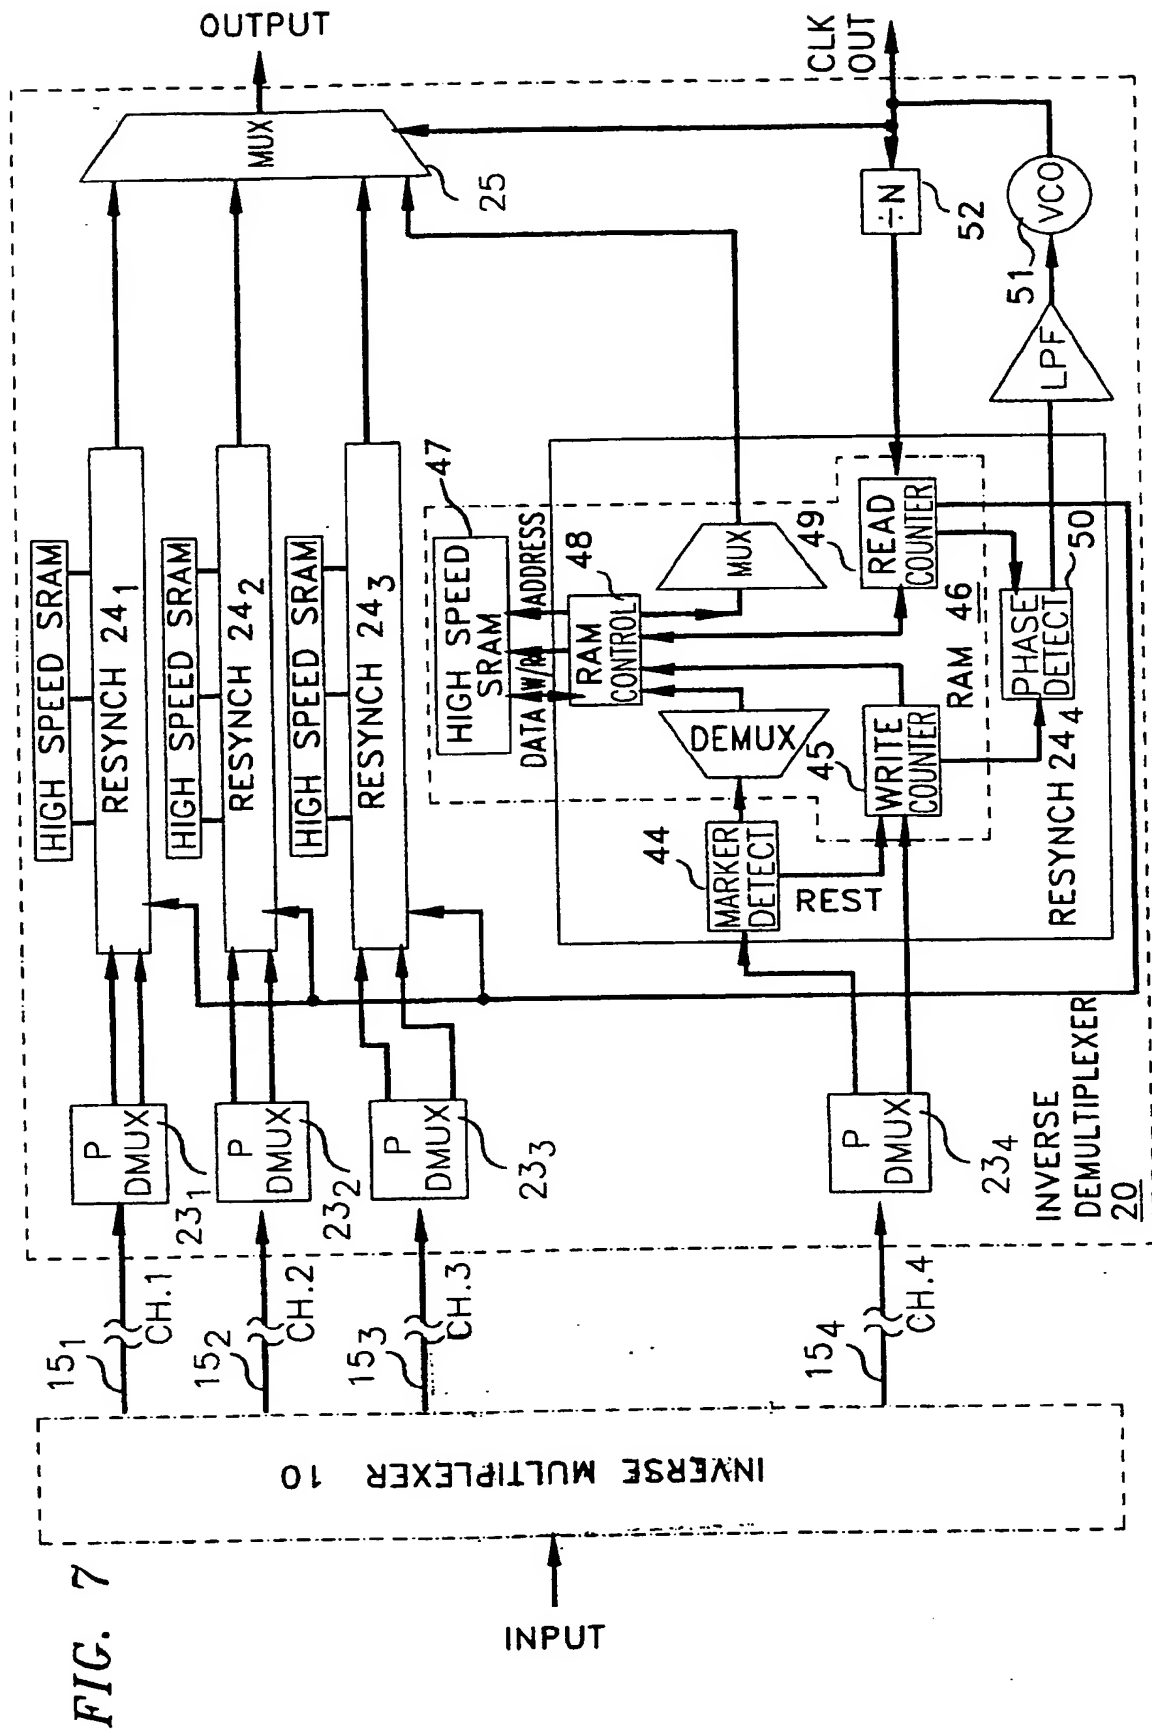 FIG. 7
INPUT
INVERSE MULTIPLEXER 10
15₁
CH.1
15₂
CH.2
15₃
CH.3
15₄
CH.4
P
DMUX
23₁
P
DMUX
23₂
P
DMUX
23₃
P
DMUX
23₄
INVERSE
DEMULTIPLEXER
20
HIGH SPEED SRAM
RESYNCH 24₁
HIGH SPEED SRAM
RESYNCH 24₂
HIGH SPEED SRAM
RESYNCH 24₃
HIGH SPEED
SRAM
47
DATA
W/R
ADDRESS
RAM
CONTROL
48
44
MARKER
DETECT
REST
DEMUX
MUX
45
WRITE
COUNTER
49
READ
COUNTER
RAM 46
PHASE
DETECT
50
RESYNCH 24₄
LPF
51
VCO
÷N
52
MUX
25
OUTPUT
CLK
OUT